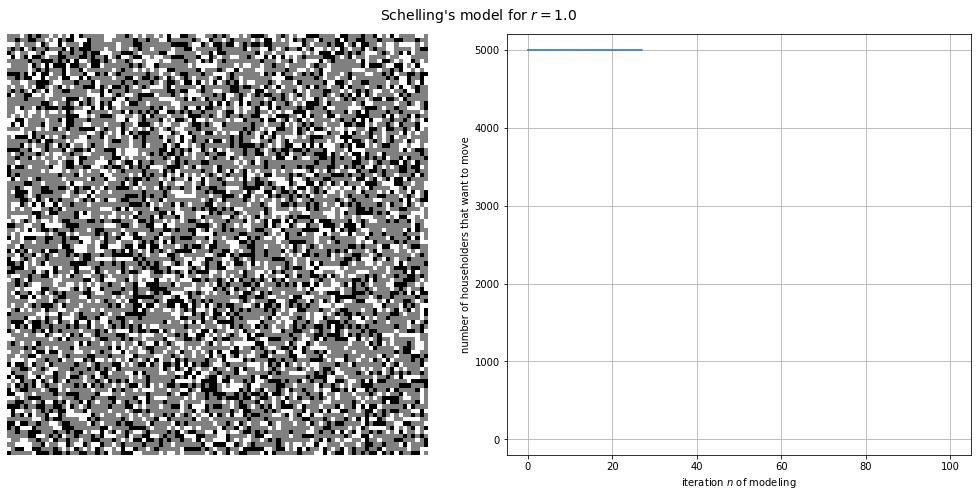 Schelling's model for r = 1.0
number of householders that want to move
5000
4000
3000
2000
1000
0
0 20 40 60 80 100
iteration n of modeling